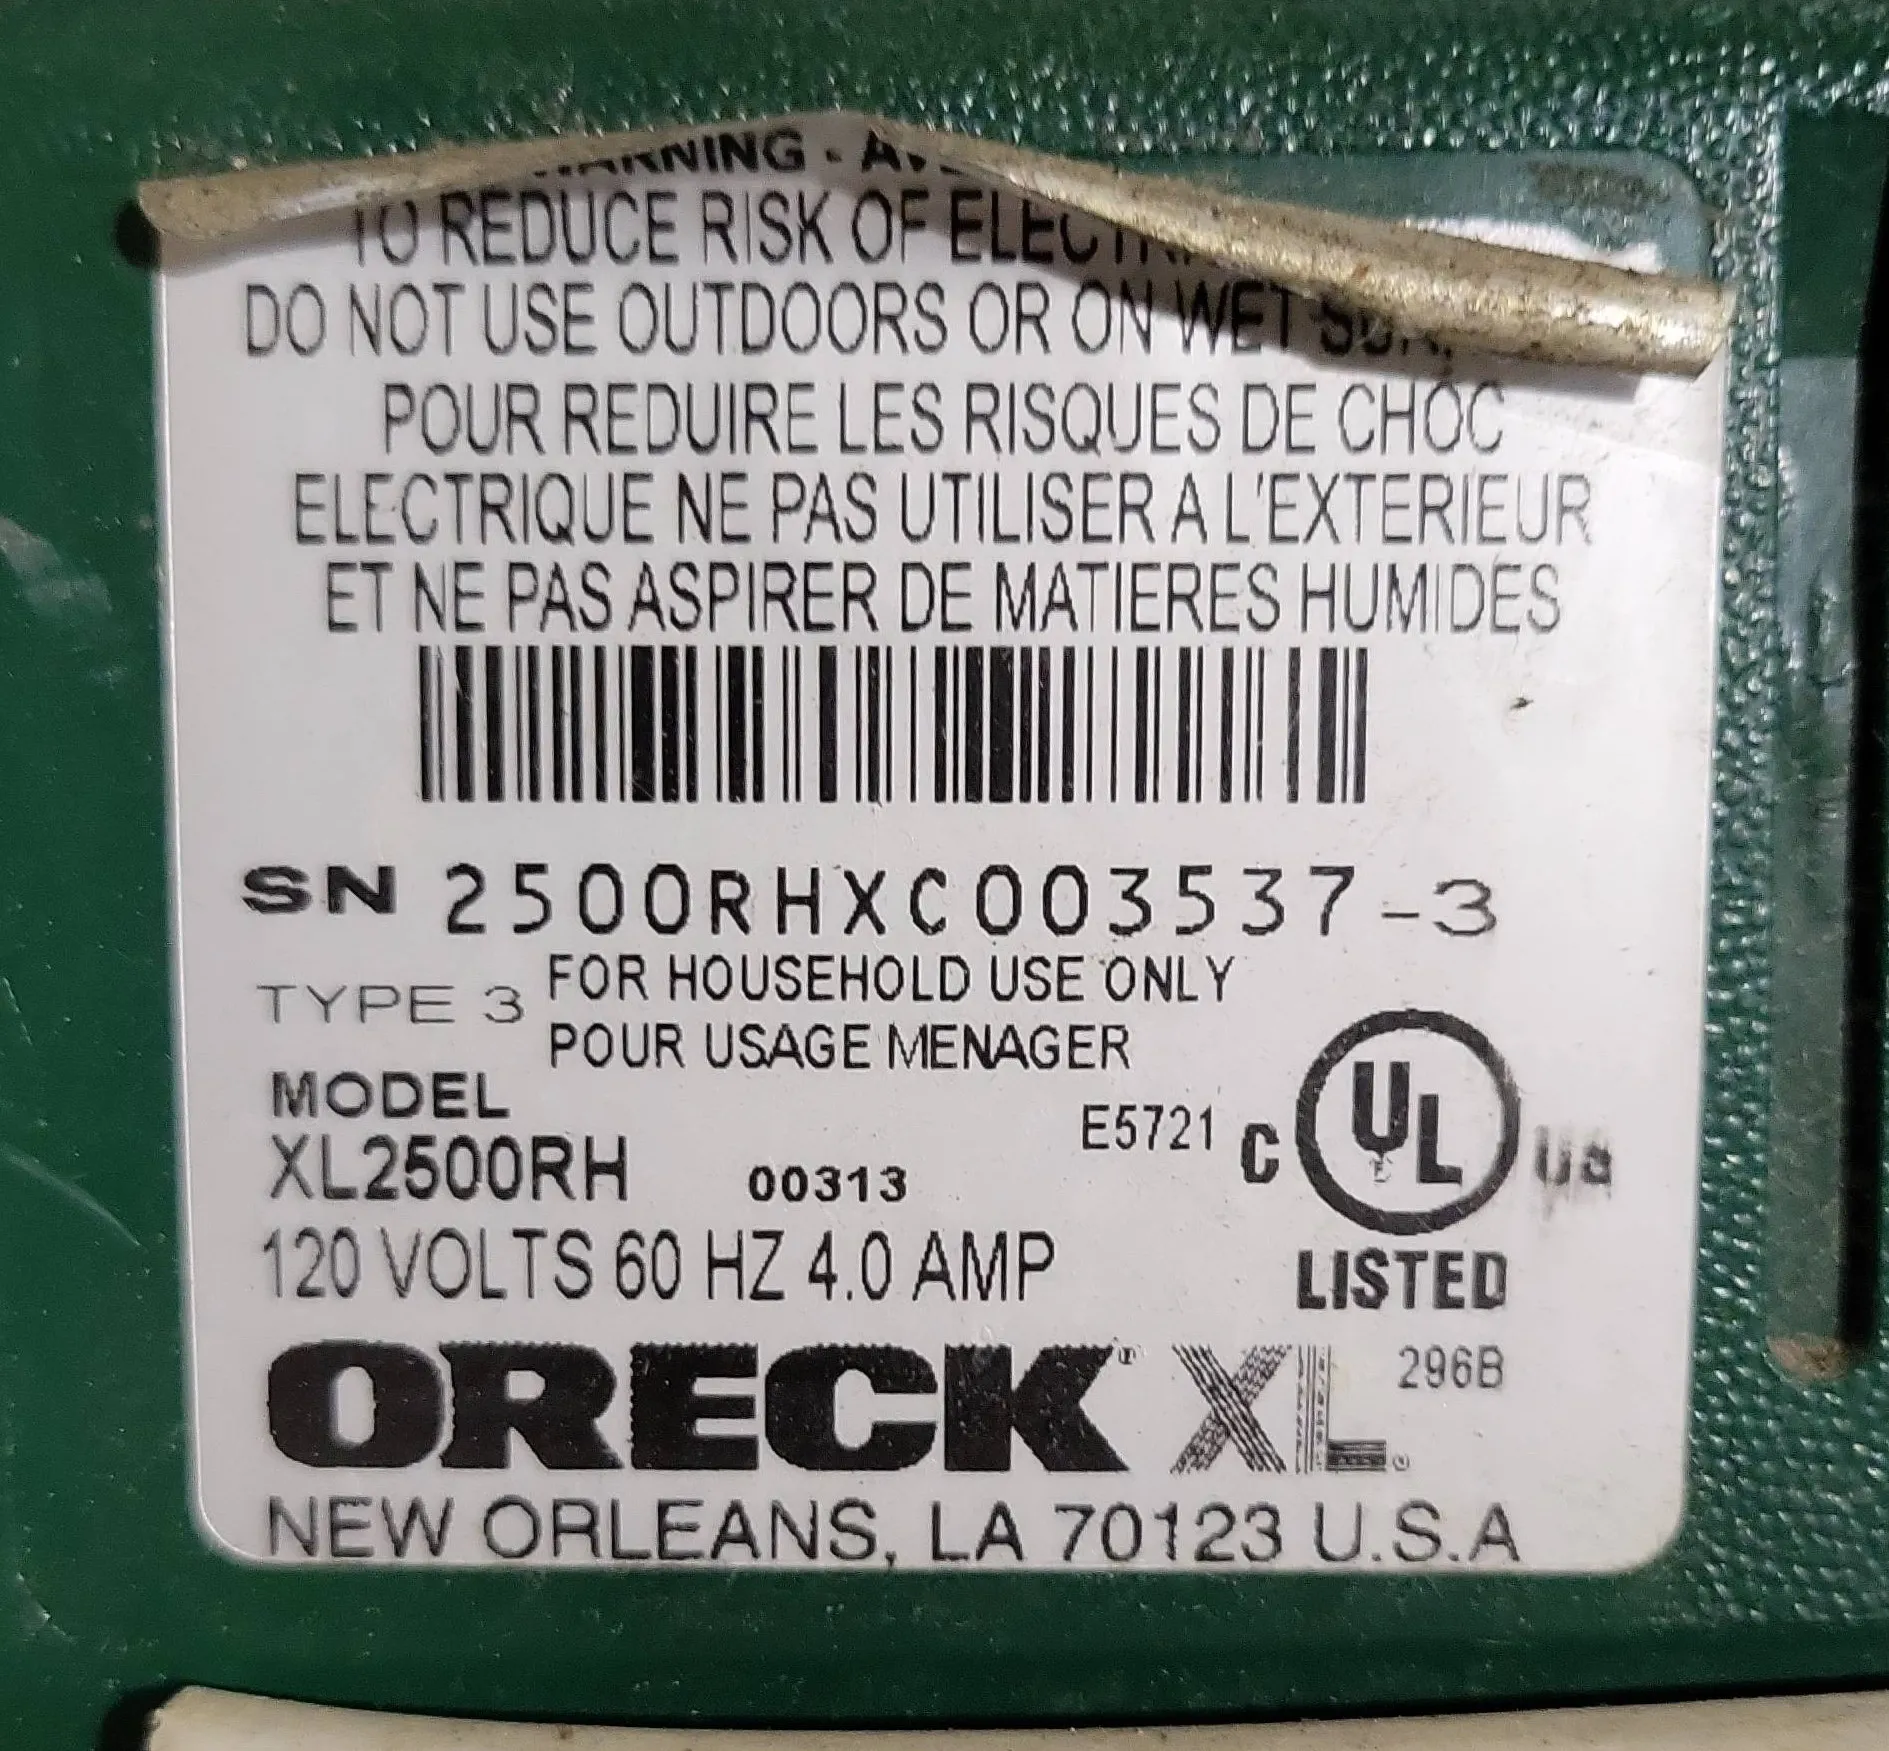 TO REDUCE RISK OF
DO NOT USE OUTDOORS OR ON WET
POUR REDUIRE LES RISQUES DE CHOC
ELECTRIQUE NE PAS UTILISER A L'EXTERIEUR
ET NE PAS ASPIRER DE MATIERES HUMIDES
SN 2500RHXC003537-3
TYPE 3 FOR HOUSEHOLD USE ONLY
POUR USAGE MENAGER
MODEL
XL2500RH 00313
E5721 C UL US
LISTED
120 VOLTS 60 HZ 4.0 AMP
ORECK® XL® 296B
NEW ORLEANS, LA 70123 U.S.A